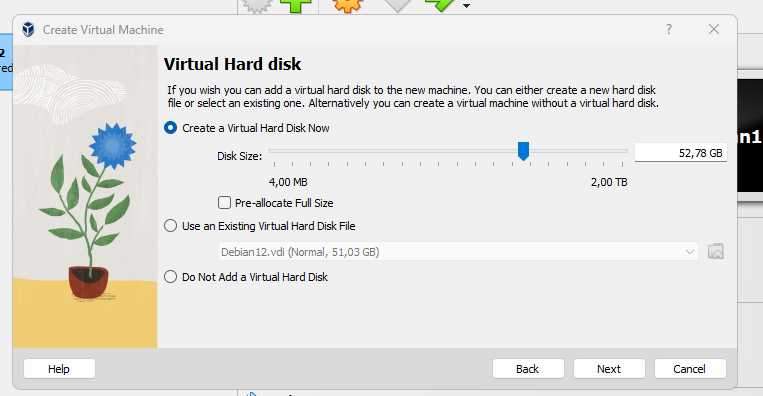 Create Virtual Machine
?
2
red
Virtual Hard disk
If you wish you can add a virtual hard disk to the new machine. You can either create a new hard disk
file or select an existing one. Alternatively you can create a virtual machine without a virtual hard disk.
Create a Virtual Hard Disk Now
Disk Size:
52,78 GB
4,00 MB
2,00 TB
Pre-allocate Full Size
Use an Existing Virtual Hard Disk File
Debian12.vdi (Normal, 51,03 GB)
Do Not Add a Virtual Hard Disk
an1
Help
Back
Next
Cancel